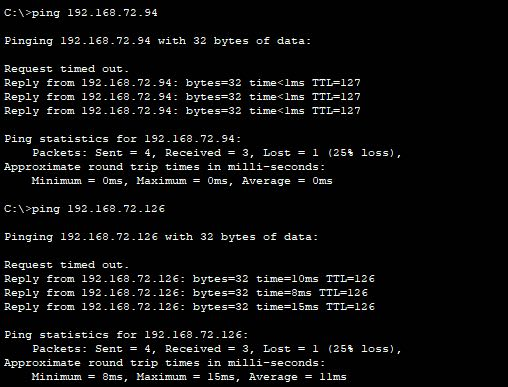 C:\>ping 192.168.72.94
Pinging 192.168.72.94 with 32 bytes of data:
Request timed out.
Reply from 192.168.72.94: bytes=32 time<1ms TTL=127
Reply from 192.168.72.94: bytes=32 time<1ms TTL=127
Reply from 192.168.72.94: bytes=32 time<1ms TTL=127
Ping statistics for 192.168.72.94:
    Packets: Sent = 4, Received = 3, Lost = 1 (25% loss),
Approximate round trip times in milli-seconds:
    Minimum = 0ms, Maximum = 0ms, Average = 0ms
C:\>ping 192.168.72.126
Pinging 192.168.72.126 with 32 bytes of data:
Request timed out.
Reply from 192.168.72.126: bytes=32 time=10ms TTL=126
Reply from 192.168.72.126: bytes=32 time=8ms TTL=126
Reply from 192.168.72.126: bytes=32 time=15ms TTL=126
Ping statistics for 192.168.72.126:
    Packets: Sent = 4, Received = 3, Lost = 1 (25% loss),
Approximate round trip times in milli-seconds:
    Minimum = 8ms, Maximum = 15ms, Average = 11ms